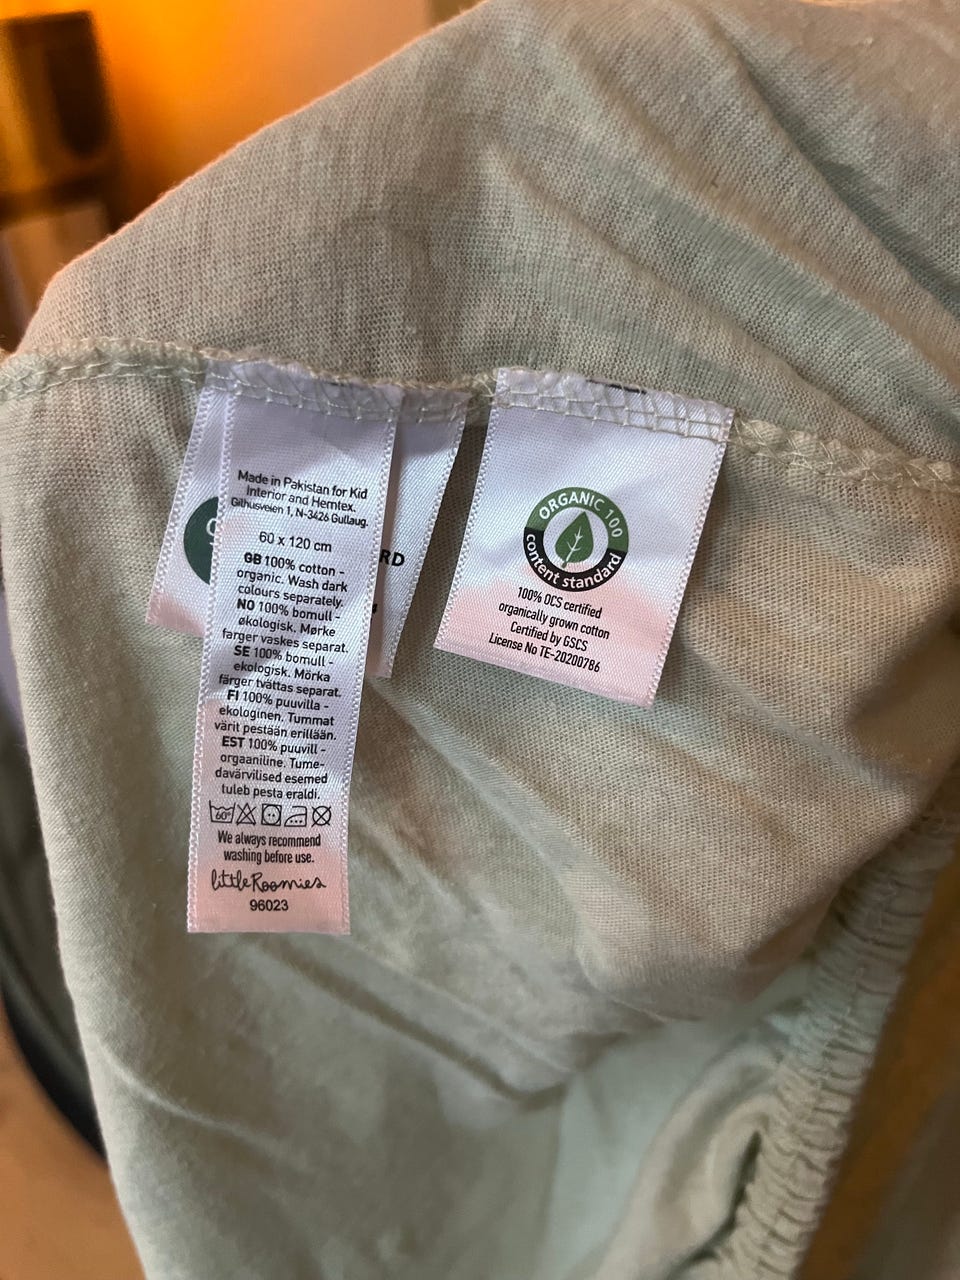 Made in Pakistan for Kid
Interior and Hemtex.
Gilhusveien 1, N-3426 Gullaug.
60 x 120 cm
GB 100% cotton -
organic. Wash dark
colours separately.
NO 100% bomull -
økologisk. Mørke
farger vaskes separat.
SE 100% bomull -
ekologisk. Mörka
färger tvättas separat.
FI 100% puuvilla -
ekologinen. Tummat
värit pestään erillään.
EST 100% puuvill -
orgaaniline. Tume-
davärvilised esemed
tuleb pesta eraldi.
60°
We always recommend
washing before use.
littleRoomies
96023
RD
ORGANIC 100
content standard
100% OCS certified
organically grown cotton
Certified by GSCS
License No TE-20200786